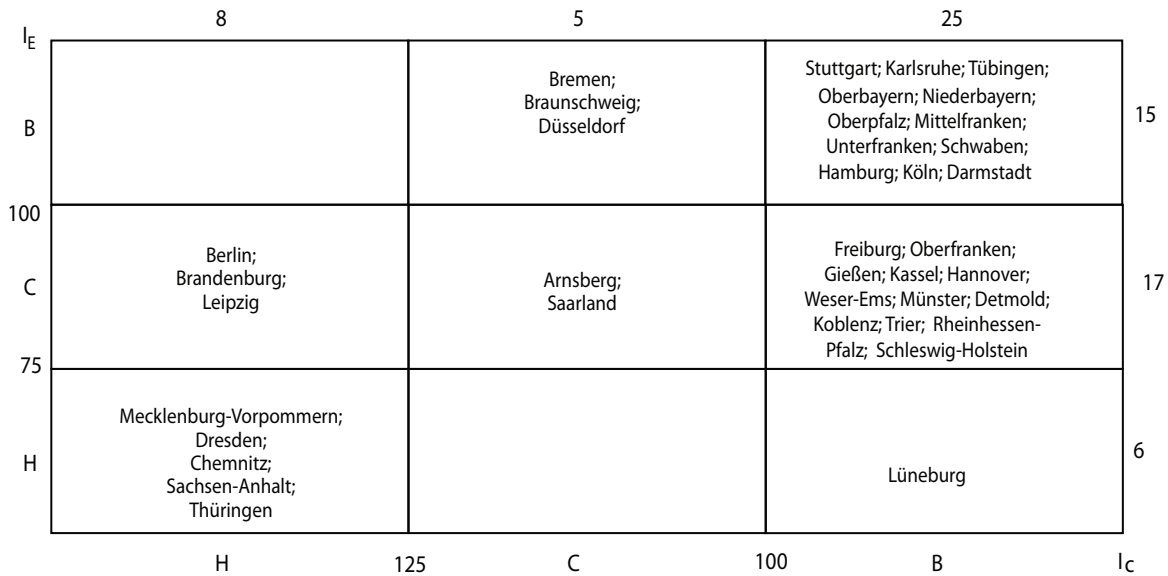 8 5 25
I_E
Bremen;
Braunschweig;
Düsseldorf
Stuttgart; Karlsruhe; Tübingen;
Oberbayern; Niederbayern;
Oberpfalz; Mittelfranken;
Unterfranken; Schwaben;
Hamburg; Köln; Darmstadt
B
15
100
Berlin;
Brandenburg;
Leipzig
Arnsberg;
Saarland
Freiburg; Oberfranken;
Gießen; Kassel; Hannover;
Weser-Ems; Münster; Detmold;
Koblenz; Trier; Rheinhessen-
Pfalz; Schleswig-Holstein
C
17
75
Mecklenburg-Vorpommern;
Dresden;
Chemnitz;
Sachsen-Anhalt;
Thüringen
Lüneburg
H
6
H 125 C 100 B I_C